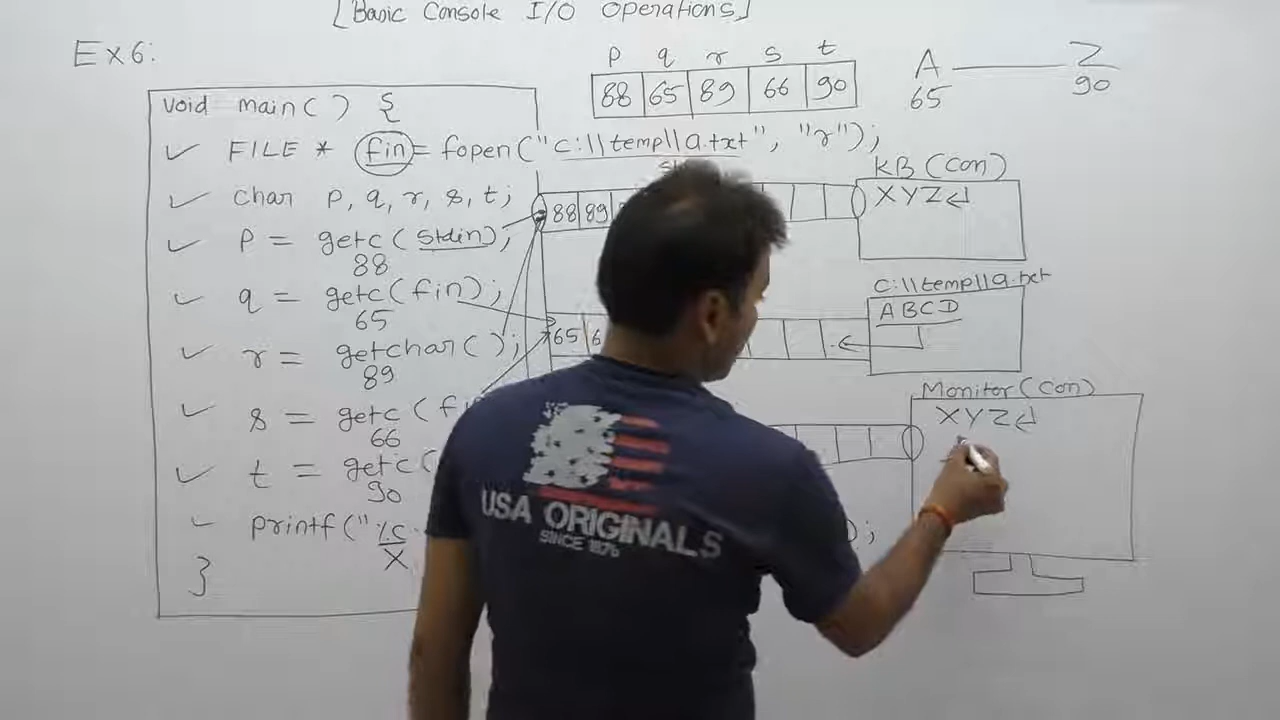 [Basic Console I/O Operations]
Ex6:
p q r s t
88 65 89 66 90
A Z
65 90
void main( ) {
FILE * fin = fopen("c:\\temp\\a.txt", "r");
char p, q, r, s, t;
p = getc( stdin);
88
q = getc(fin);
65
r = getchar( );
89
s = getc(
66
t = getc(
90
printf("%c
X
}
88 89
KB (Con)
XYZ↵
65 6
c:\\temp\\a.txt
ABCD
Monitor (Con)
XYZ↵
);
USA ORIGINALS
SINCE 1876